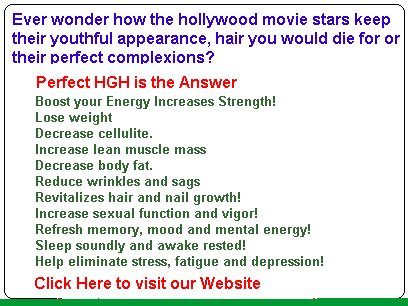 Ever wonder how the hollywood movie stars keep
their youthful appearance, hair you would die for or
their perfect complexions?
Perfect HGH is the Answer
Boost your Energy Increases Strength!
Lose weight
Decrease cellulite.
Increase lean muscle mass
Decrease body fat.
Reduce wrinkles and sags
Revitalizes hair and nail growth!
Increase sexual function and vigor!
Refresh memory, mood and mental energy!
Sleep soundly and awake rested!
Help eliminate stress, fatigue and depression!
Click Here to visit our Website